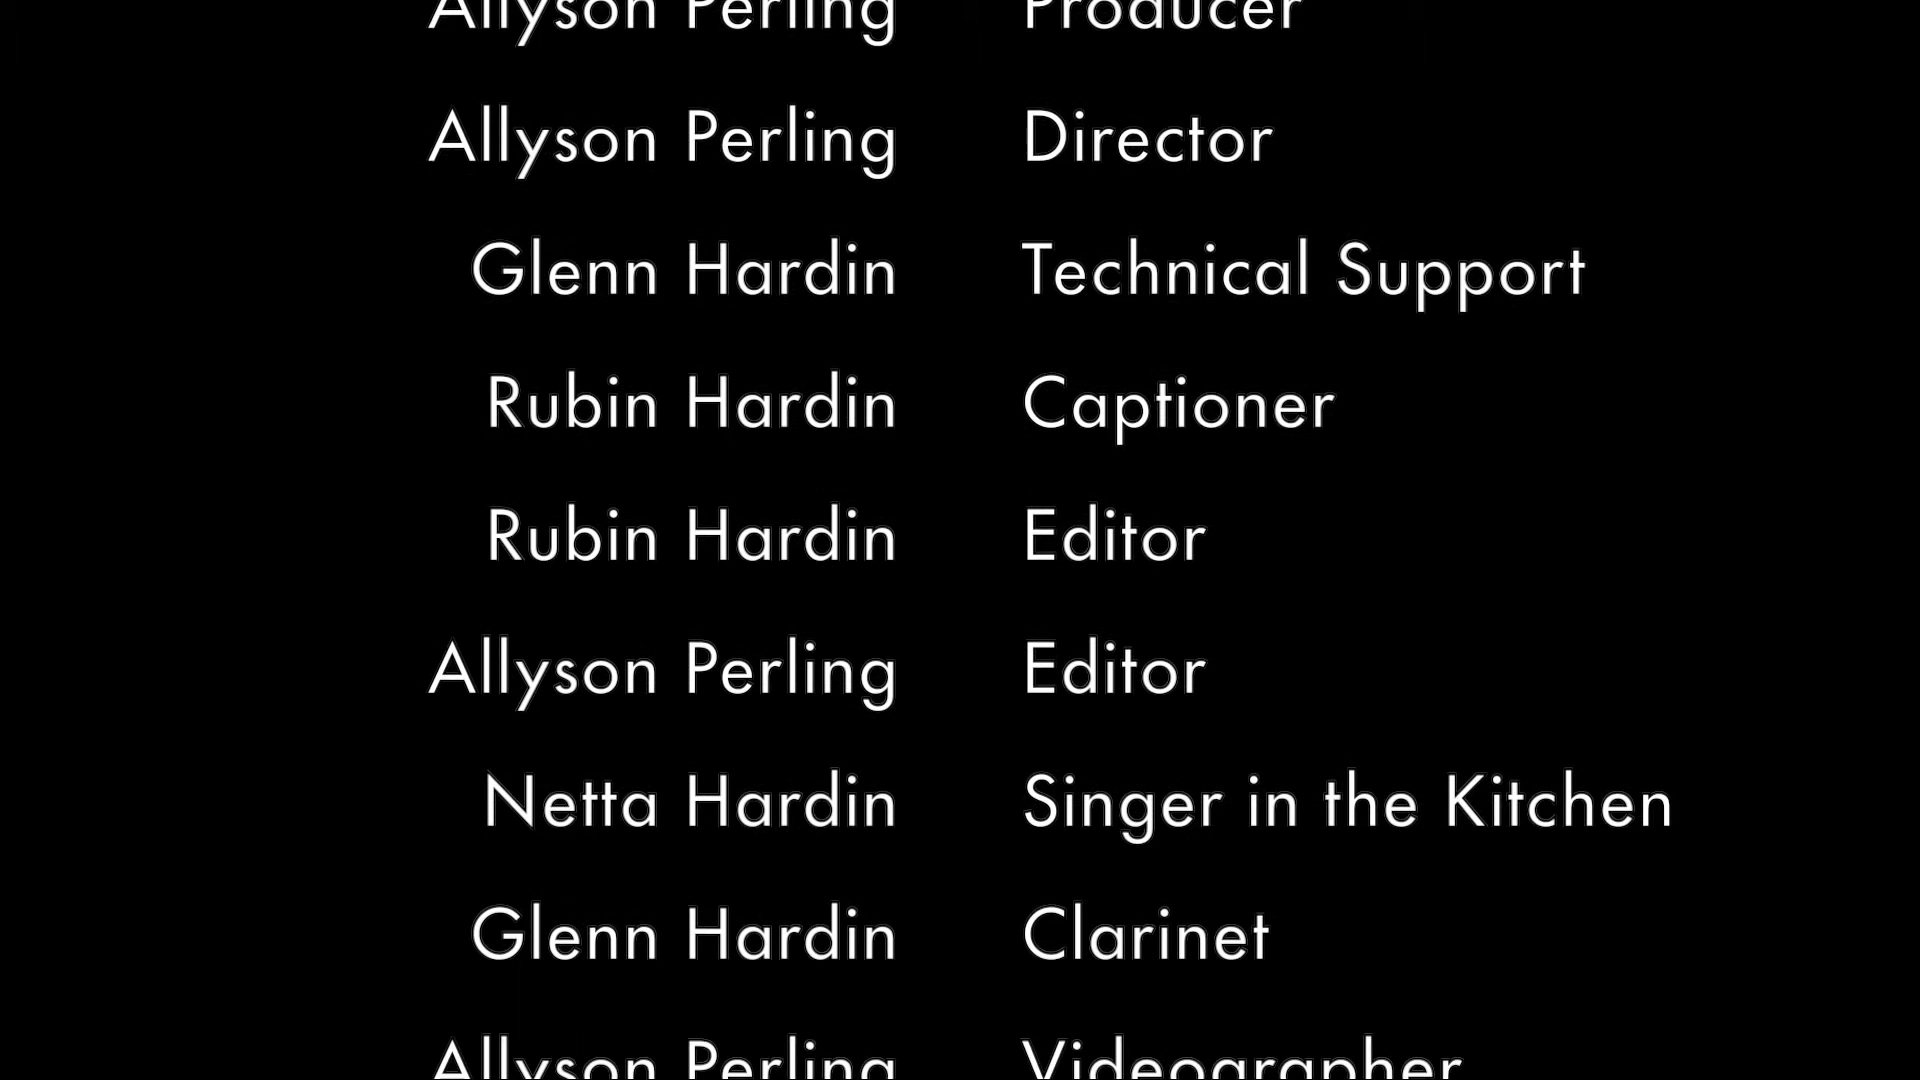 Allyson Perling Producer
Allyson Perling Director
Glenn Hardin Technical Support
Rubin Hardin Captioner
Rubin Hardin Editor
Allyson Perling Editor
Netta Hardin Singer in the Kitchen
Glenn Hardin Clarinet
Allyson Perling Videographer